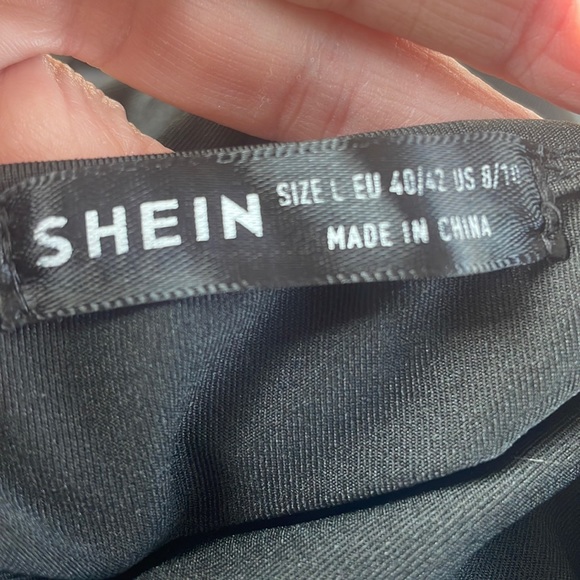 SHEIN
SIZE L EU 40/42 US 8/10
MADE IN CHINA